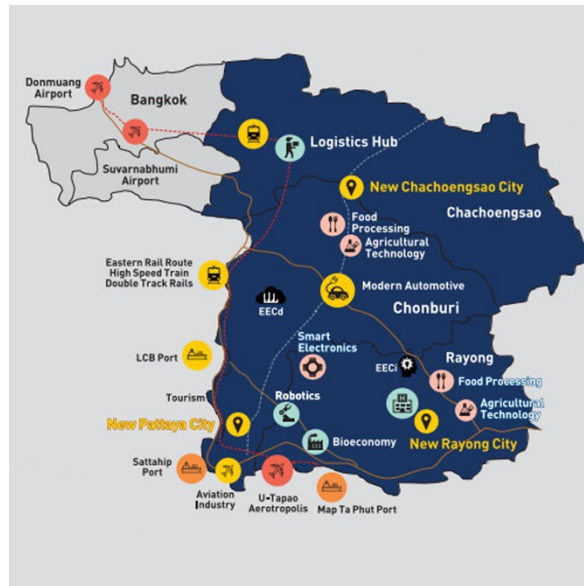 Donmuang
Airport
Bangkok
Suvarnabhumi
Airport
Logistics Hub
New Chachoengsao City
Chachoengsao
Food
Processing
Agricultural
Technology
Eastern Rail Route
High Speed Train
Double Track Rails
Modern Automotive
EECd
Chonburi
Smart
Electronics
LCB Port
EECi
Rayong
Food Processing
Tourism
Robotics
Agricultural
Technology
New Pattaya City
Bioeconomy
New Rayong City
Sattahip
Port
Aviation
Industry
U-Tapao
Aerotropolis
Map Ta Phut Port